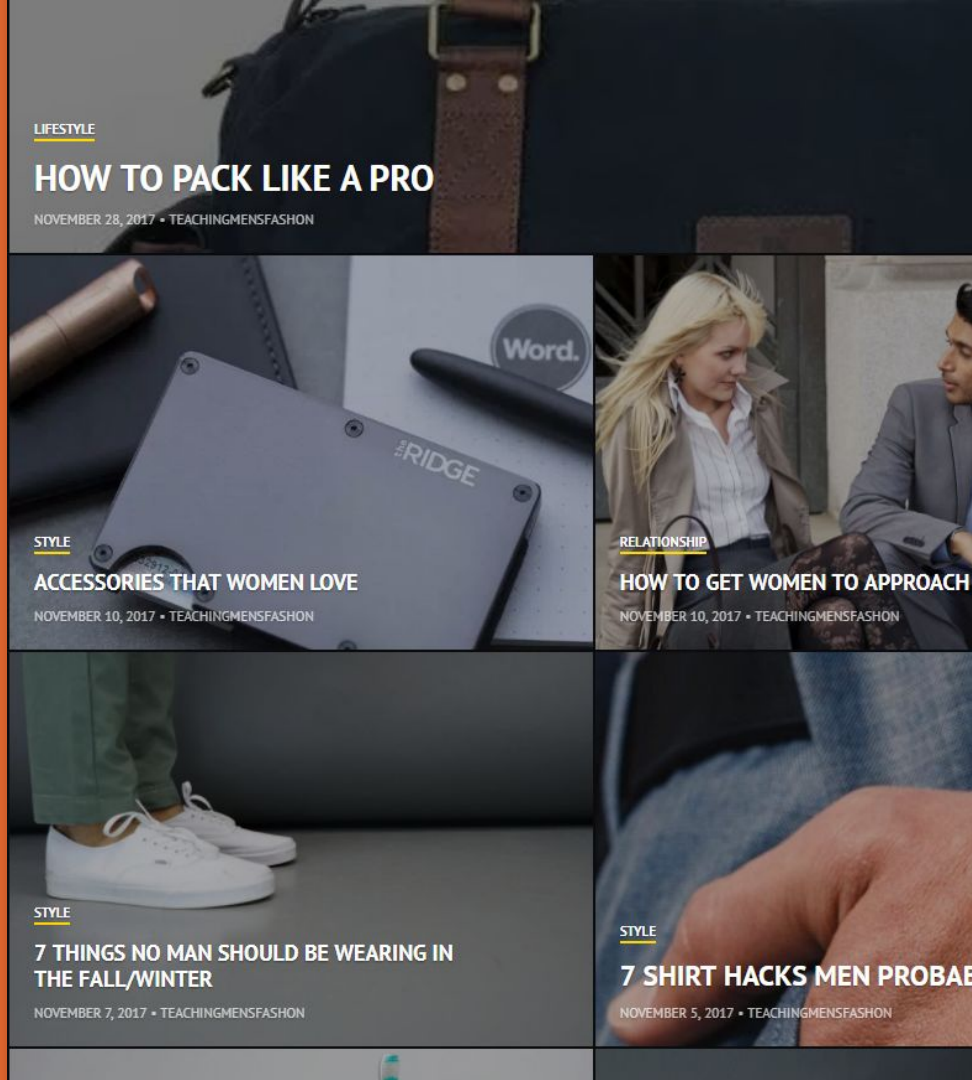 LIFESTYLE
HOW TO PACK LIKE A PRO
NOVEMBER 28, 2017 • TEACHINGMENSFASHION
Word.
the RIDGE
STYLE
ACCESSORIES THAT WOMEN LOVE
NOVEMBER 10, 2017 • TEACHINGMENSFASHION
RELATIONSHIP
HOW TO GET WOMEN TO APPROACH
NOVEMBER 10, 2017 • TEACHINGMENSFASHION
STYLE
7 THINGS NO MAN SHOULD BE WEARING IN
THE FALL/WINTER
NOVEMBER 7, 2017 • TEACHINGMENSFASHION
STYLE
7 SHIRT HACKS MEN PROBAB
NOVEMBER 5, 2017 • TEACHINGMENSFASHION